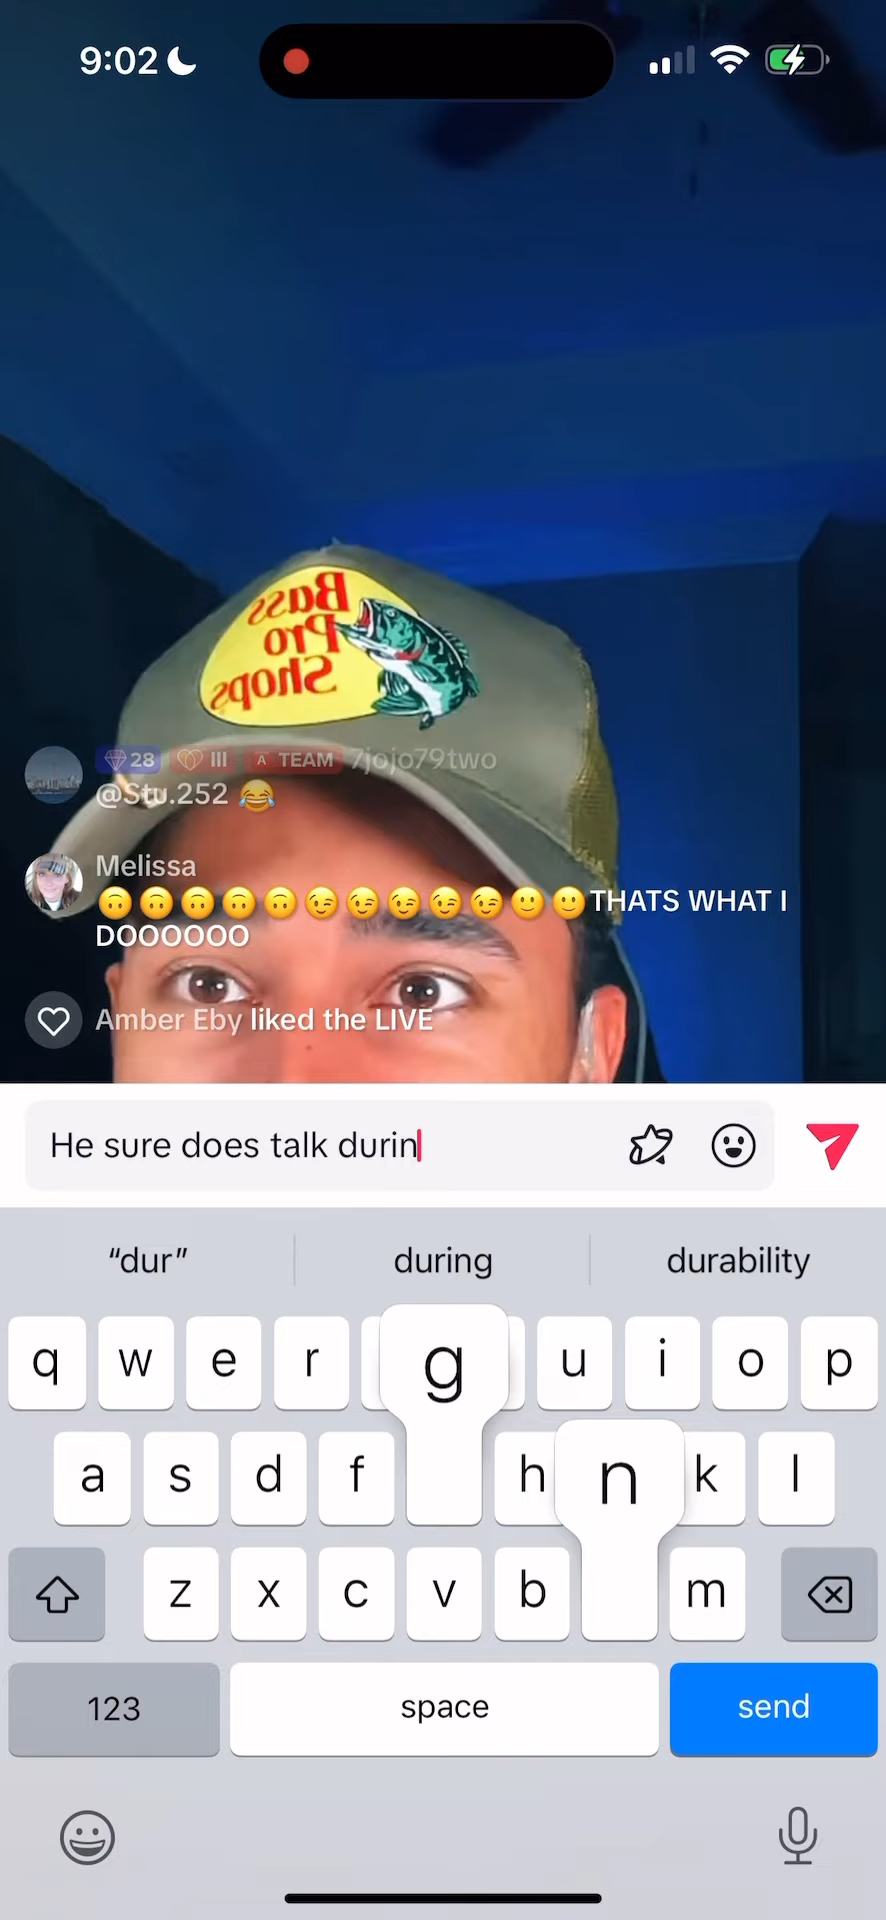 9:02
Bass
Pro
Shops
28 III A TEAM 7jojo79two
@Stu.252 😂
Melissa
🙃🙃🙃🙃🙃😉😉😉😉😉🙂🙂THATS WHAT I
DOOOOOO
Amber Eby liked the LIVE
He sure does talk durin
“dur” during durability
q w e r g u i o p
a s d f h n k l
z x c v b m
123 space send